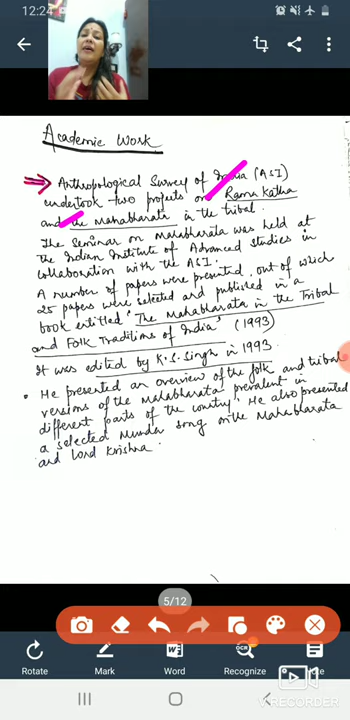 12:24
Academic Work
Anthropological Survey of India (ASI)
undertook two projects on Rama Katha
and the Mahabharata in the tribal.
The Seminar on Mahabharata was held at
the Indian Institute of Advanced Studies in
collaboration with the ASI.
A number of papers were presented, out of which
25 papers were selected and published in a
book entitled "The Mahabharata in the Tribal
and Folk Traditions of India" (1993)
It was edited by K.S. Singh in 1993.
• He presented an overview of the folk and tribal
versions of the Mahabharata prevalent in
different parts of the country. He also presented
a selected Munda song on the Mahabharata
and Lord Krishna.
5/12
Rotate
Mark
Word
OCR
Recognize
VIRECORDER